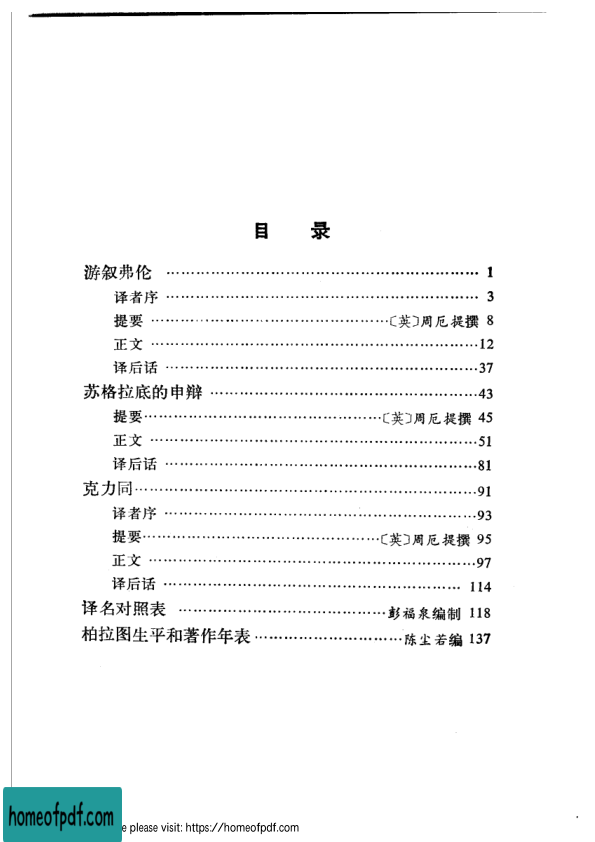 目 录
游叙弗伦 …………………………………………… 1
译者序 …………………………………………… 3
提要 ……………………………………〔英〕周厄提撰 8
正文 ……………………………………………12
译后话 ……………………………………………37
苏格拉底的申辩 ……………………………………43
提要……………………………………〔英〕周厄提撰 45
正文 ……………………………………………51
译后话 ……………………………………………81
克力同……………………………………………91
译者序 ……………………………………………93
提要……………………………………〔英〕周厄提撰 95
正文 ……………………………………………97
译后话 …………………………………………… 114
译名对照表 ……………………………彭福泉编制 118
柏拉图生平和著作年表……………………陈尘若编 137
homeofpdf.com
e please visit: https://homeofpdf.com